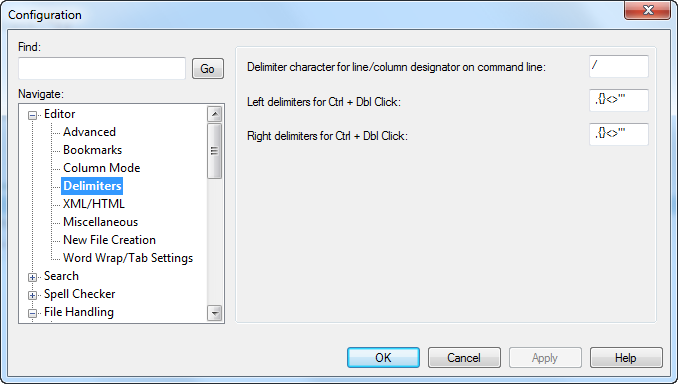 Configuration
Find:
Go
Navigate:
Editor
Advanced
Bookmarks
Column Mode
Delimiters
XML/HTML
Miscellaneous
New File Creation
Word Wrap/Tab Settings
Search
Spell Checker
File Handling
Delimiter character for line/column designator on command line:
/
Left delimiters for Ctrl + Dbl Click:
,{}<>"'
Right delimiters for Ctrl + Dbl Click:
,{}<>"'
OK
Cancel
Apply
Help